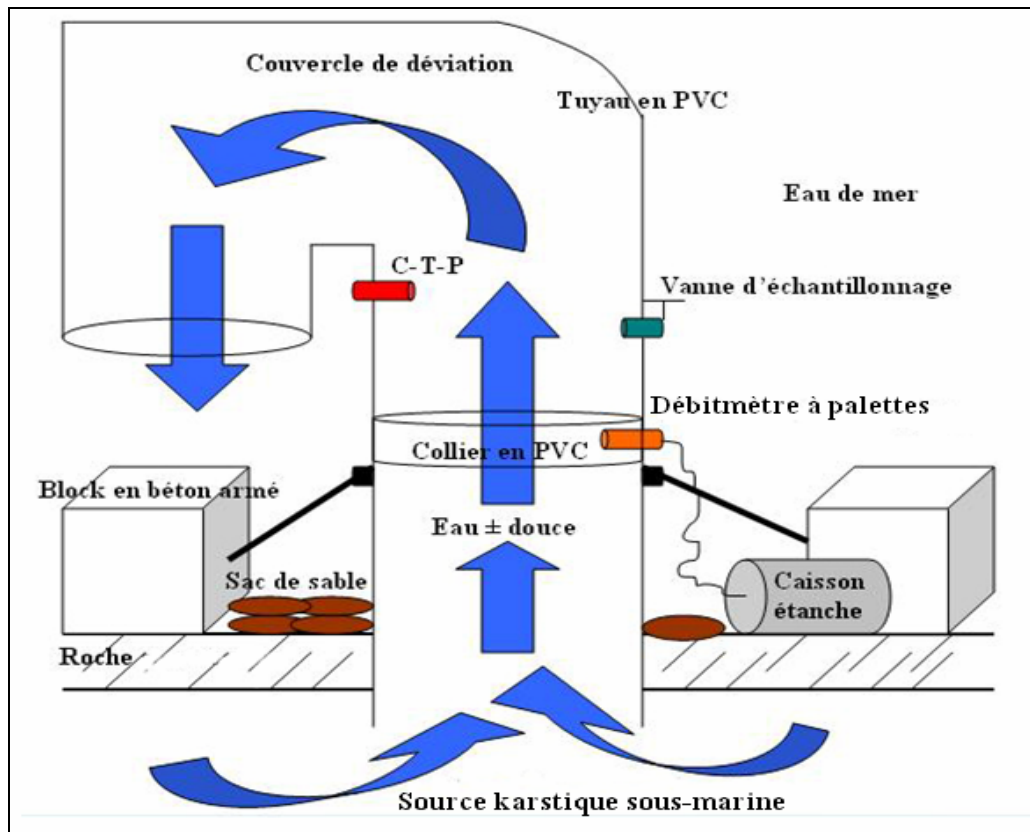 Couvercle de déviation
Tuyau en PVC
Eau de mer
C-T-P
Vanne d'échantillonnage
Débitmètre à palettes
Collier en PVC
Block en béton armé
Eau ± douce
Sac de sable
Caisson
étanche
Roche
Source karstique sous-marine